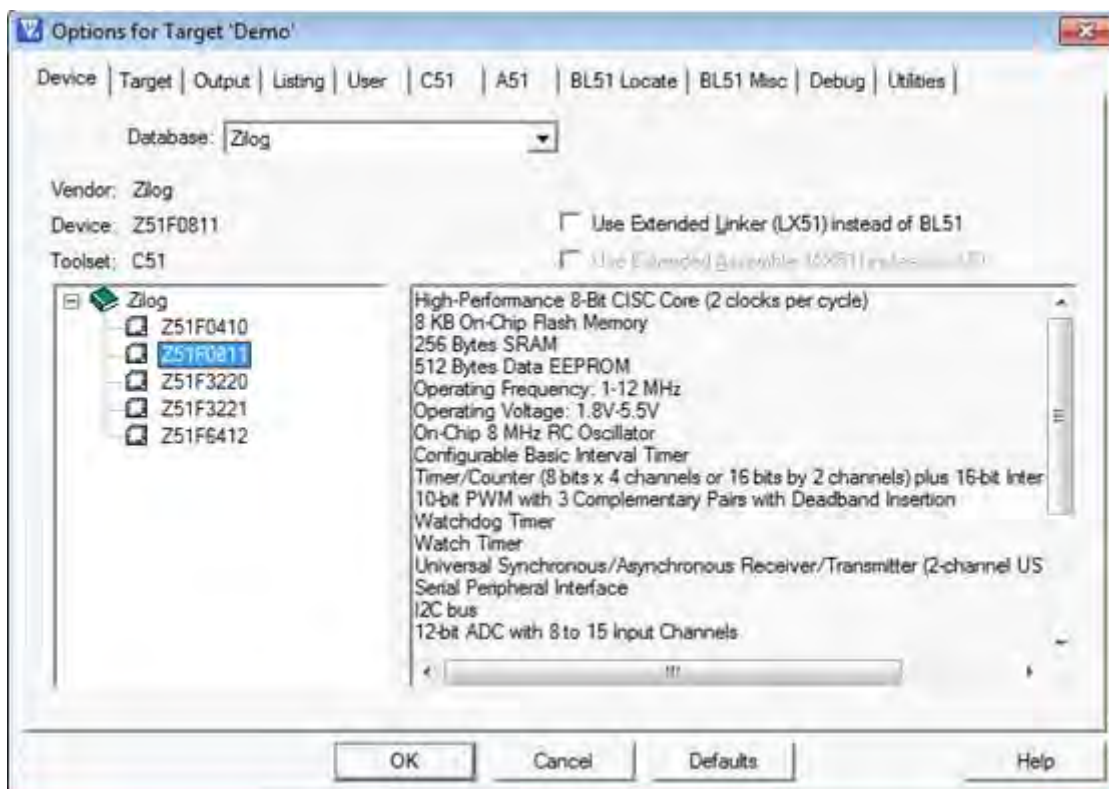 Options for Target 'Demo'
Device Target Output Listing User C51 A51 BL51 Locate BL51 Misc Debug Utilities
Database: Zilog
Vendor: Zilog
Device: Z51F0811
Use Extended Linker (LX51) instead of BL51
Toolset: C51
Use Extended Assembler (AX51) instead of A51
Zilog
Z51F0410
Z51F0811
Z51F3220
Z51F3221
Z51F6412
High-Performance 8-Bit CISC Core (2 clocks per cycle)
8 KB On-Chip Flash Memory
256 Bytes SRAM
512 Bytes Data EEPROM
Operating Frequency: 1-12 MHz
Operating Voltage: 1.8V-5.5V
On-Chip 8 MHz RC Oscillator
Configurable Basic Interval Timer
Timer/Counter (8 bits x 4 channels or 16 bits by 2 channels) plus 16-bit Inter
10-bit PWM with 3 Complementary Pairs with Deadband Insertion
Watchdog Timer
Watch Timer
Universal Synchronous/Asynchronous Receiver/Transmitter (2-channel US
Serial Peripheral Interface
I2C bus
12-bit ADC with 8 to 15 Input Channels
OK Cancel Defaults Help